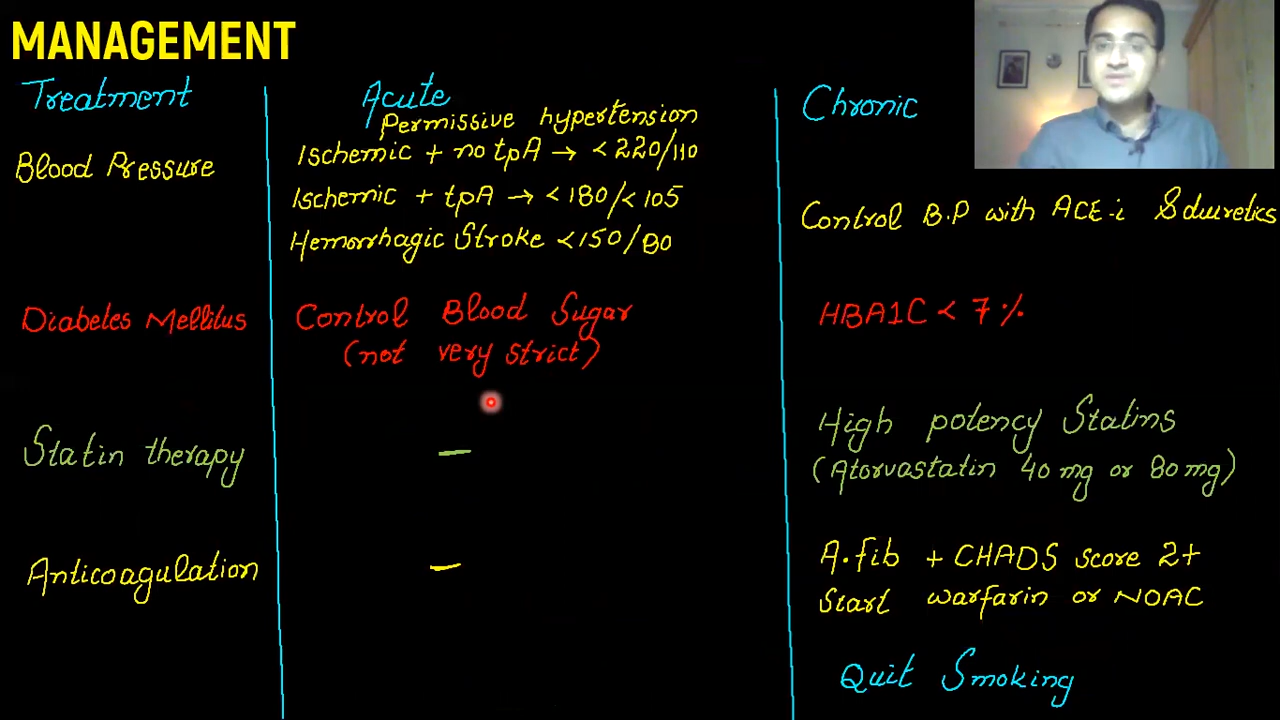 MANAGEMENT
Treatment
Acute
Chronic
Permissive hypertension
Blood Pressure
Ischemic + no tpA → < 220/110
Ischemic + tpA → < 180/< 105
Hemorrhagic Stroke < 150/80
Control B.P with ACE-i & diuretics
Diabetes Mellitus
Control Blood Sugar
(not very strict)
HBA1C < 7 %
Statin therapy
—
High potency Statins
(Atorvastatin 40 mg or 80 mg)
Anticoagulation
—
A.fib + CHADS score 2+
Start warfarin or NOAC
Quit Smoking